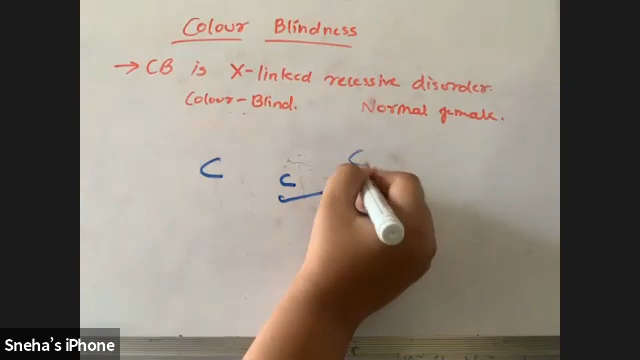 Colour Blindness
→ CB is X-linked recessive disorder.
Colour-Blind. Normal female.
C C C
Sneha's iPhone